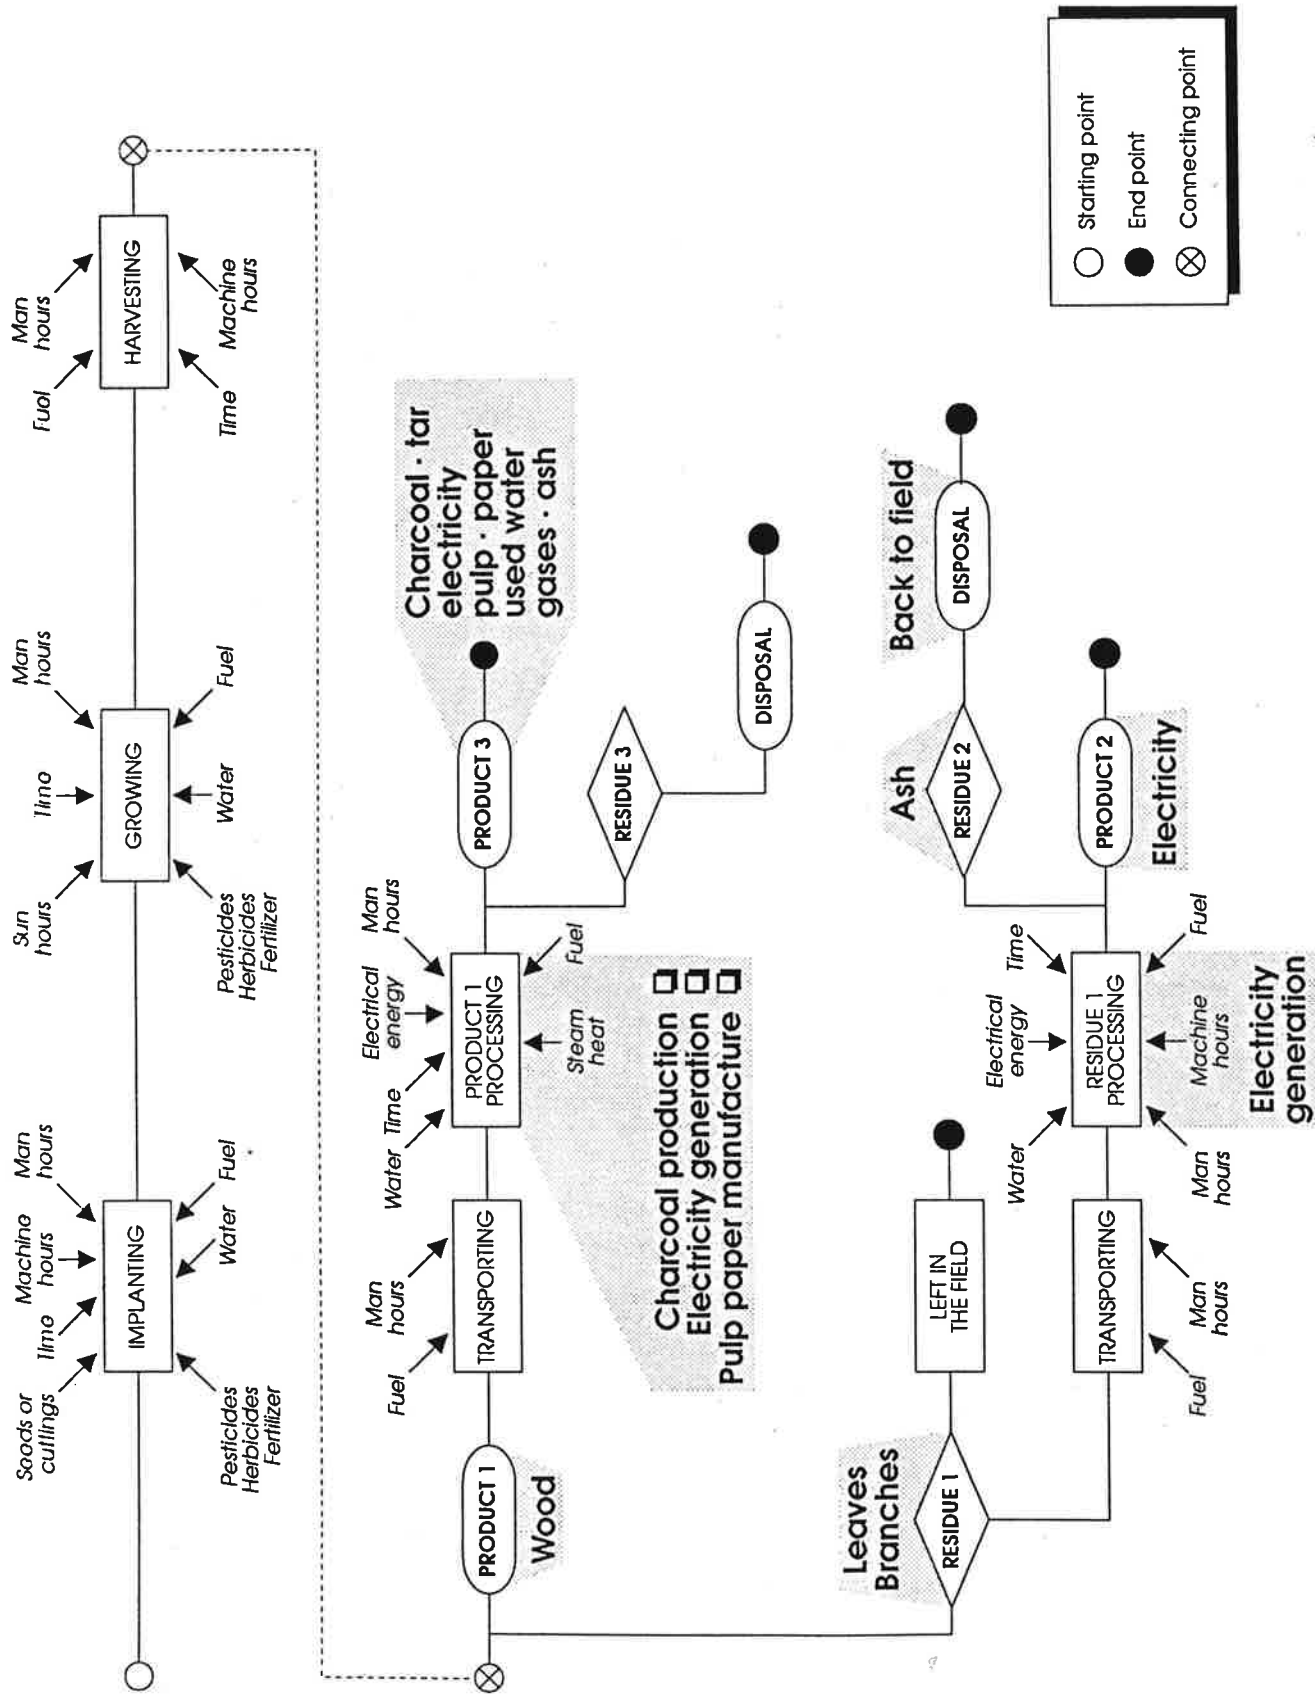 Seeds or
cuttings
Time
Machine
hours
Man
hours
IMPLANTING
Pesticides
Herbicides
Fertilizer
Water
Fuel
Sun
hours
Time
Man
hours
GROWING
Pesticides
Herbicides
Fertilizer
Water
Fuel
Fuel
Man
hours
HARVESTING
Time
Machine
hours
PRODUCT 1
Wood
Fuel
Man
hours
TRANSPORTING
Water
Time
Electrical
energy
Man
hours
PRODUCT 1
PROCESSING
Steam
heat
Fuel
Charcoal production
Electricity generation
Pulp paper manufacture
PRODUCT 3
Charcoal · tar
electricity
pulp · paper
used water
gases · ash
RESIDUE 3
DISPOSAL
Leaves
Branches
RESIDUE 1
LEFT IN
THE FIELD
TRANSPORTING
Fuel
Man
hours
Water
Electrical
energy
Time
RESIDUE 1
PROCESSING
Man
hours
Machine
hours
Fuel
Electricity
generation
Ash
RESIDUE 2
Back to field
DISPOSAL
PRODUCT 2
Electricity
Starting point
End point
Connecting point